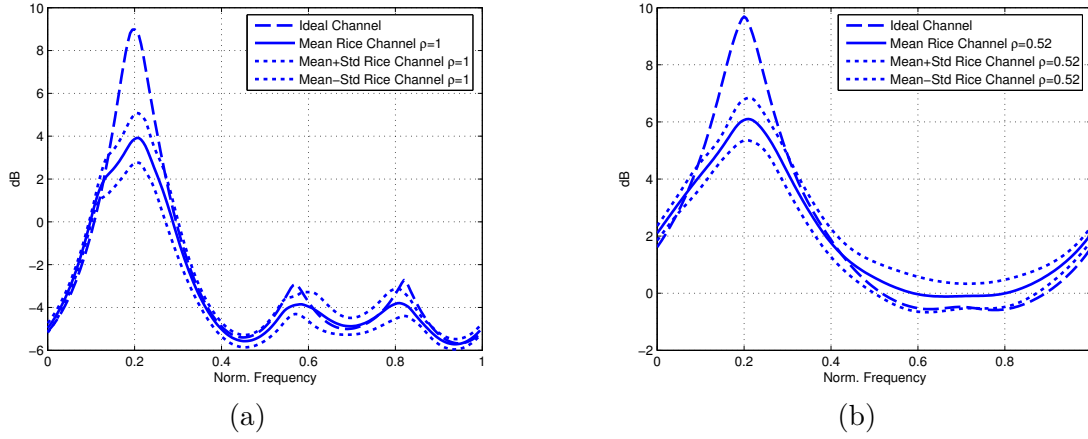 10
8
6
4
2
0
−2
−4
−6
dB
0
0.2
0.4
0.6
0.8
1
Norm. Frequency
Ideal Channel
Mean Rice Channel ρ=1
Mean+Std Rice Channel ρ=1
Mean−Std Rice Channel ρ=1
(a)
10
8
6
4
2
0
−2
dB
0
0.2
0.4
0.6
0.8
Norm. Frequency
Ideal Channel
Mean Rice Channel ρ=0.52
Mean+Std Rice Channel ρ=0.52
Mean−Std Rice Channel ρ=0.52
(b)